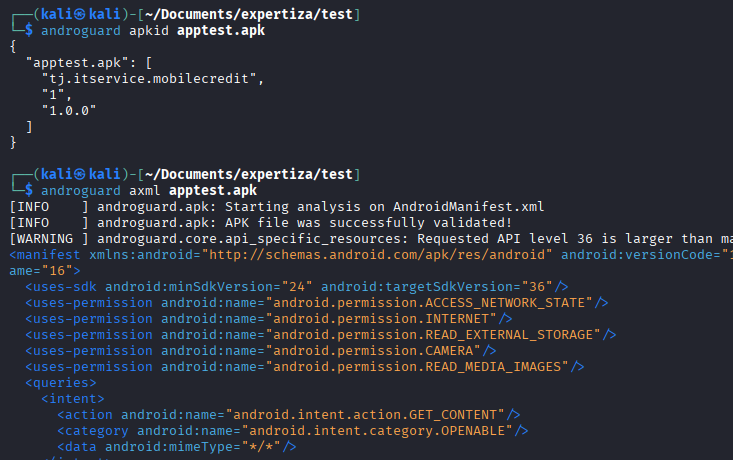 ┌──(kali㉿kali)-[~/Documents/expertiza/test]
└─$ androguard apkid apptest.apk
{
  "apptest.apk": [
    "tj.itservice.mobilecredit",
    "1",
    "1.0.0"
  ]
}
┌──(kali㉿kali)-[~/Documents/expertiza/test]
└─$ androguard axml apptest.apk
[INFO    ] androguard.apk: Starting analysis on AndroidManifest.xml
[INFO    ] androguard.apk: APK file was successfully validated!
[WARNING ] androguard.core.api_specific_resources: Requested API level 36 is larger than ma
<manifest xmlns:android="http://schemas.android.com/apk/res/android" android:versionCode="1
ame="16">
  <uses-sdk android:minSdkVersion="24" android:targetSdkVersion="36"/>
  <uses-permission android:name="android.permission.ACCESS_NETWORK_STATE"/>
  <uses-permission android:name="android.permission.INTERNET"/>
  <uses-permission android:name="android.permission.READ_EXTERNAL_STORAGE"/>
  <uses-permission android:name="android.permission.CAMERA"/>
  <uses-permission android:name="android.permission.READ_MEDIA_IMAGES"/>
  <queries>
    <intent>
      <action android:name="android.intent.action.GET_CONTENT"/>
      <category android:name="android.intent.category.OPENABLE"/>
      <data android:mimeType="*/*"/>